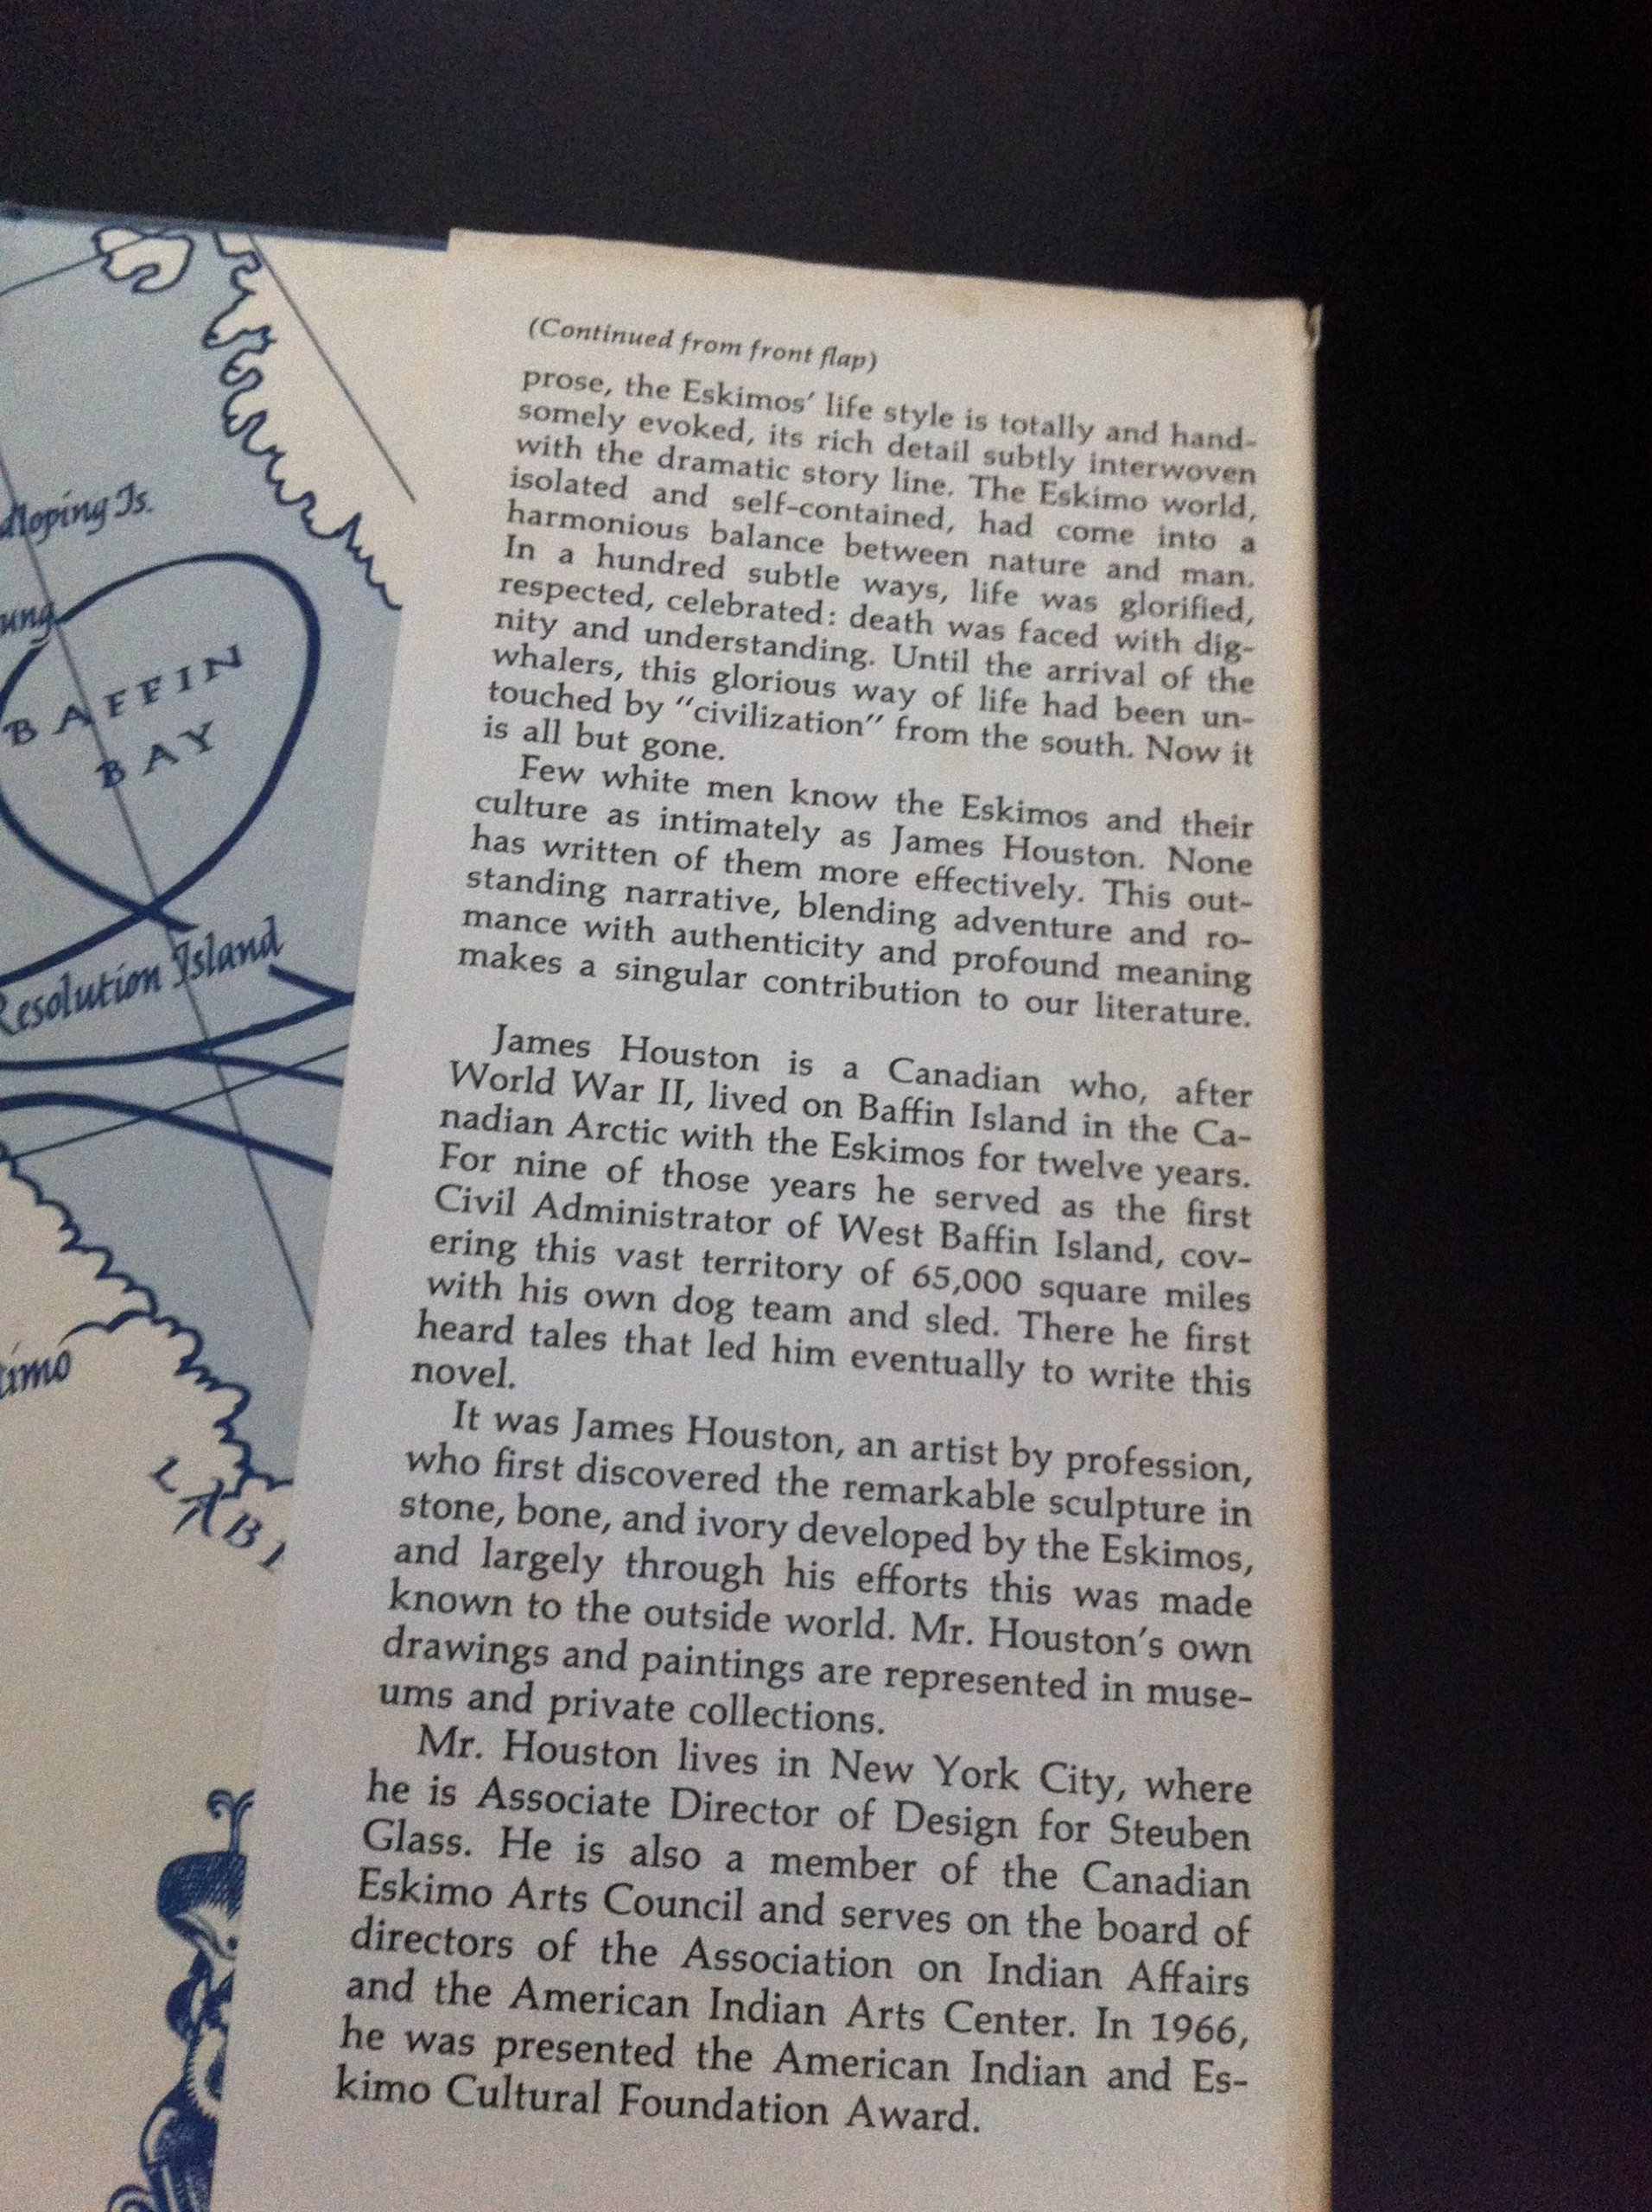 (Continued from front flap)
prose, the Eskimos' life style is totally and hand-
somely evoked, its rich detail subtly interwoven
with the dramatic story line. The Eskimo world,
isolated and self-contained, had come into a
harmonious balance between nature and man.
In a hundred subtle ways, life was glorified,
respected, celebrated: death was faced with dig-
nity and understanding. Until the arrival of the
whalers, this glorious way of life had been un-
touched by "civilization" from the south. Now it
is all but gone.
Few white men know the Eskimos and their
culture as intimately as James Houston. None
has written of them more effectively. This out-
standing narrative, blending adventure and ro-
mance with authenticity and profound meaning
makes a singular contribution to our literature.
James Houston is a Canadian who, after
World War II, lived on Baffin Island in the Ca-
nadian Arctic with the Eskimos for twelve years.
For nine of those years he served as the first
Civil Administrator of West Baffin Island, cov-
ering this vast territory of 65,000 square miles
with his own dog team and sled. There he first
heard tales that led him eventually to write this
novel.
It was James Houston, an artist by profession,
who first discovered the remarkable sculpture in
stone, bone, and ivory developed by the Eskimos,
and largely through his efforts this was made
known to the outside world. Mr. Houston's own
drawings and paintings are represented in muse-
ums and private collections.
Mr. Houston lives in New York City, where
he is Associate Director of Design for Steuben
Glass. He is also a member of the Canadian
Eskimo Arts Council and serves on the board of
directors of the Association on Indian Affairs
and the American Indian Arts Center. In 1966,
he was presented the American Indian and Es-
kimo Cultural Foundation Award.
Is.
BAFFIN
BAY
Resolution Island